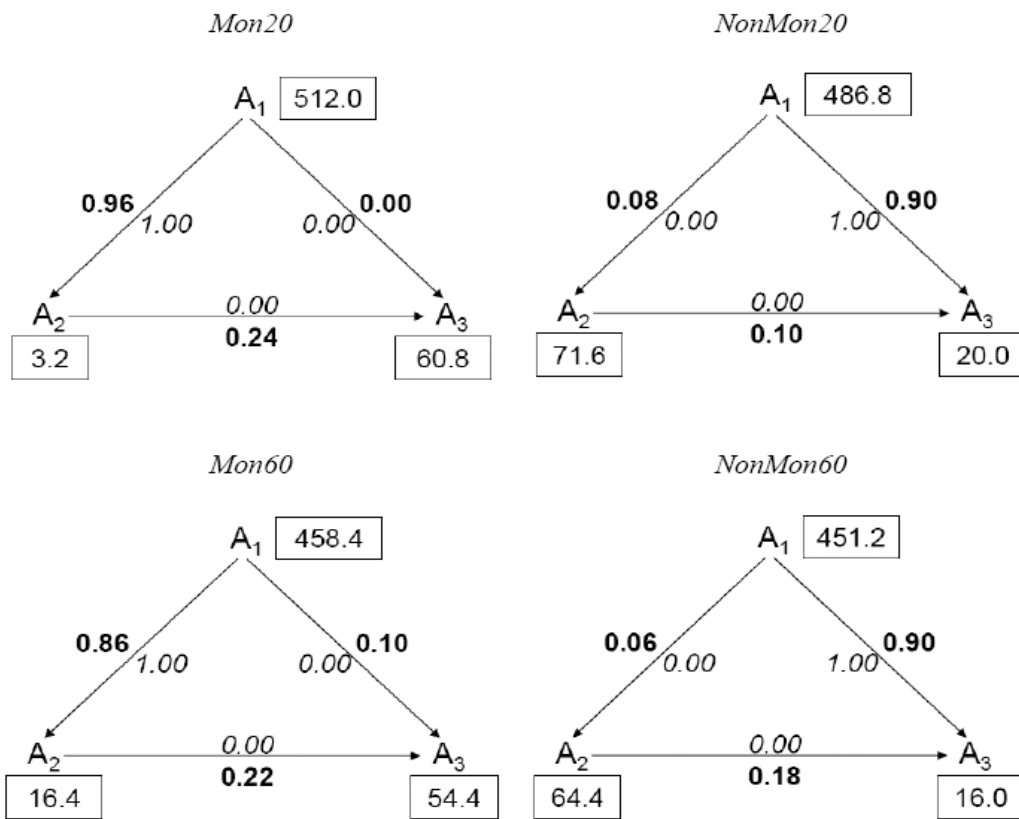 Mon20
A1 512.0
0.96 1.00 0.00 0.00
A2 0.00 A3
3.2 0.24 60.8
NonMon20
A1 486.8
0.08 0.00 1.00 0.90
A2 0.00 A3
71.6 0.10 20.0
Mon60
A1 458.4
0.86 1.00 0.00 0.10
A2 0.00 A3
16.4 0.22 54.4
NonMon60
A1 451.2
0.06 0.00 1.00 0.90
A2 0.00 A3
64.4 0.18 16.0